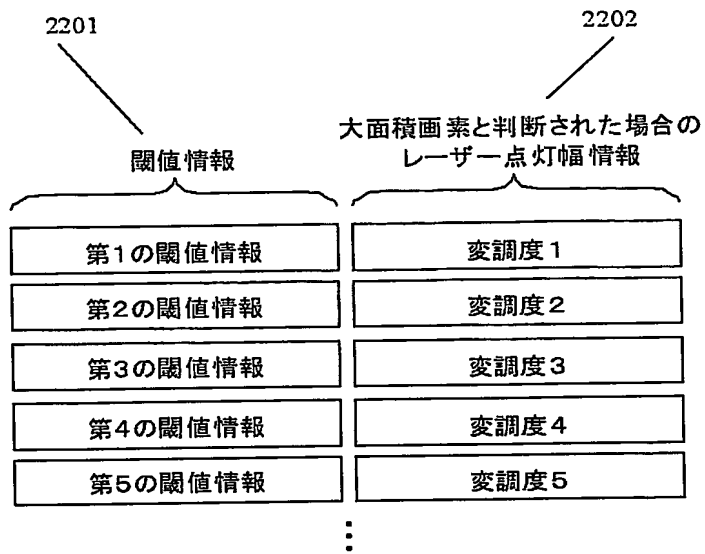 2201
2202
閾値情報
大面積画素と判断された場合の
レーザー点灯幅情報
第1の閾値情報
変調度1
第2の閾値情報
変調度2
第3の閾値情報
変調度3
第4の閾値情報
変調度4
第5の閾値情報
変調度5
⋮